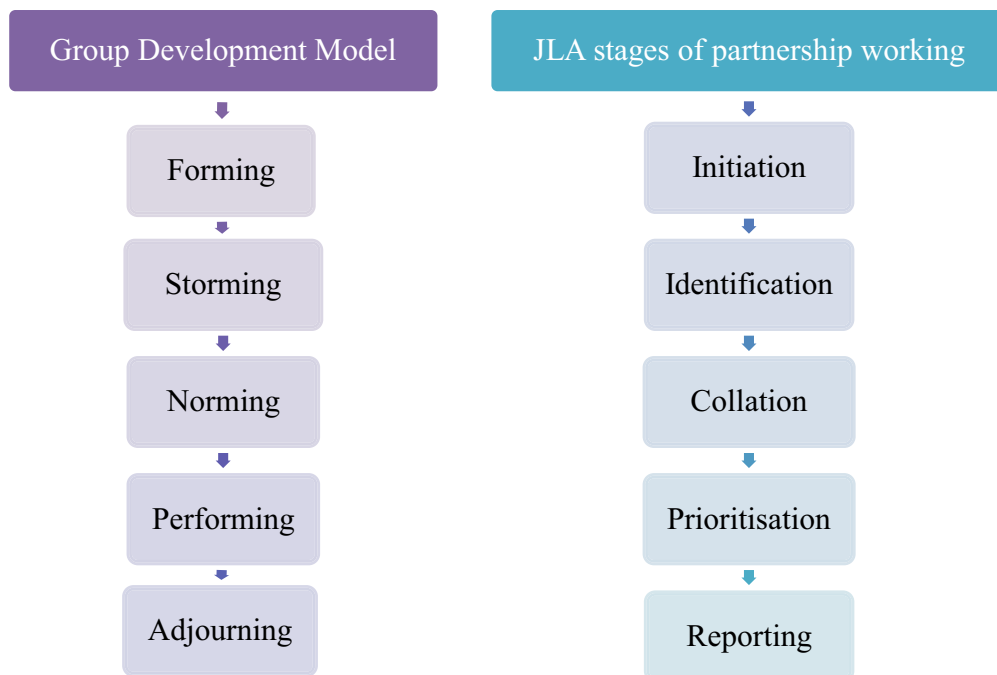 Group Development Model
Forming
Storming
Norming
Performing
Adjourning
JLA stages of partnership working
Initiation
Identification
Collation
Prioritisation
Reporting